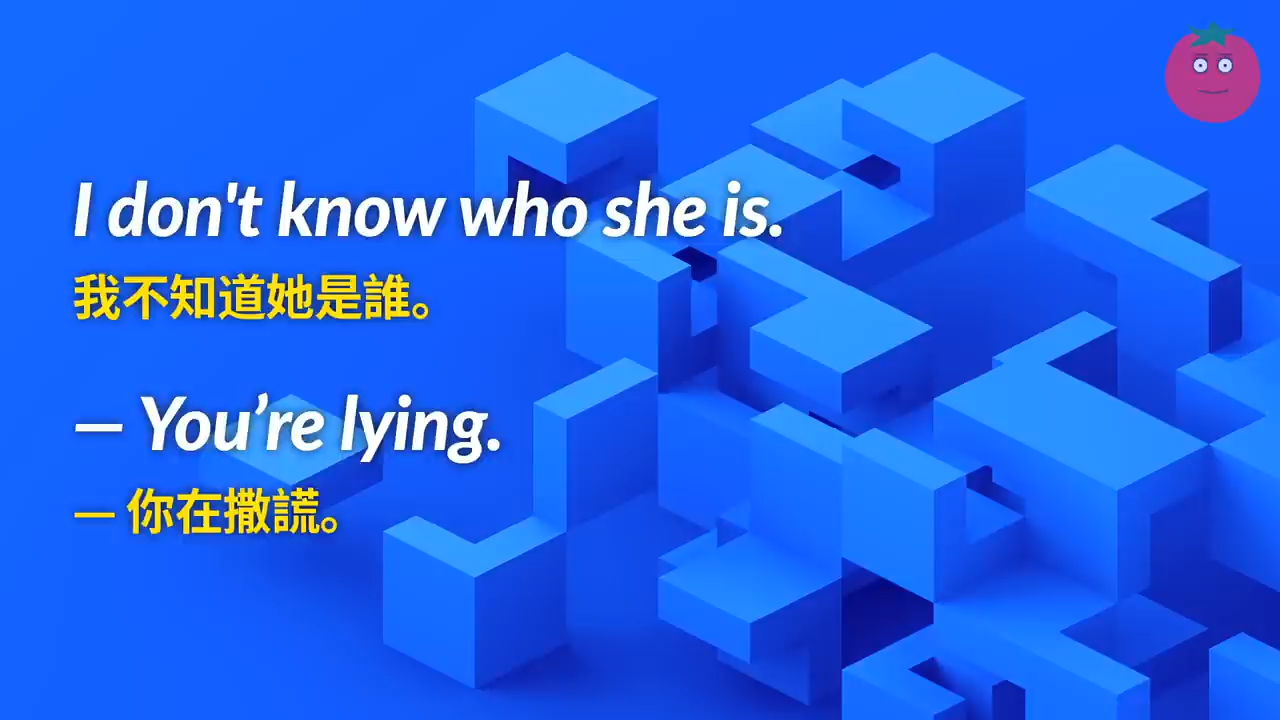 I don't know who she is.
我不知道她是誰。
— You’re lying.
— 你在撒謊。